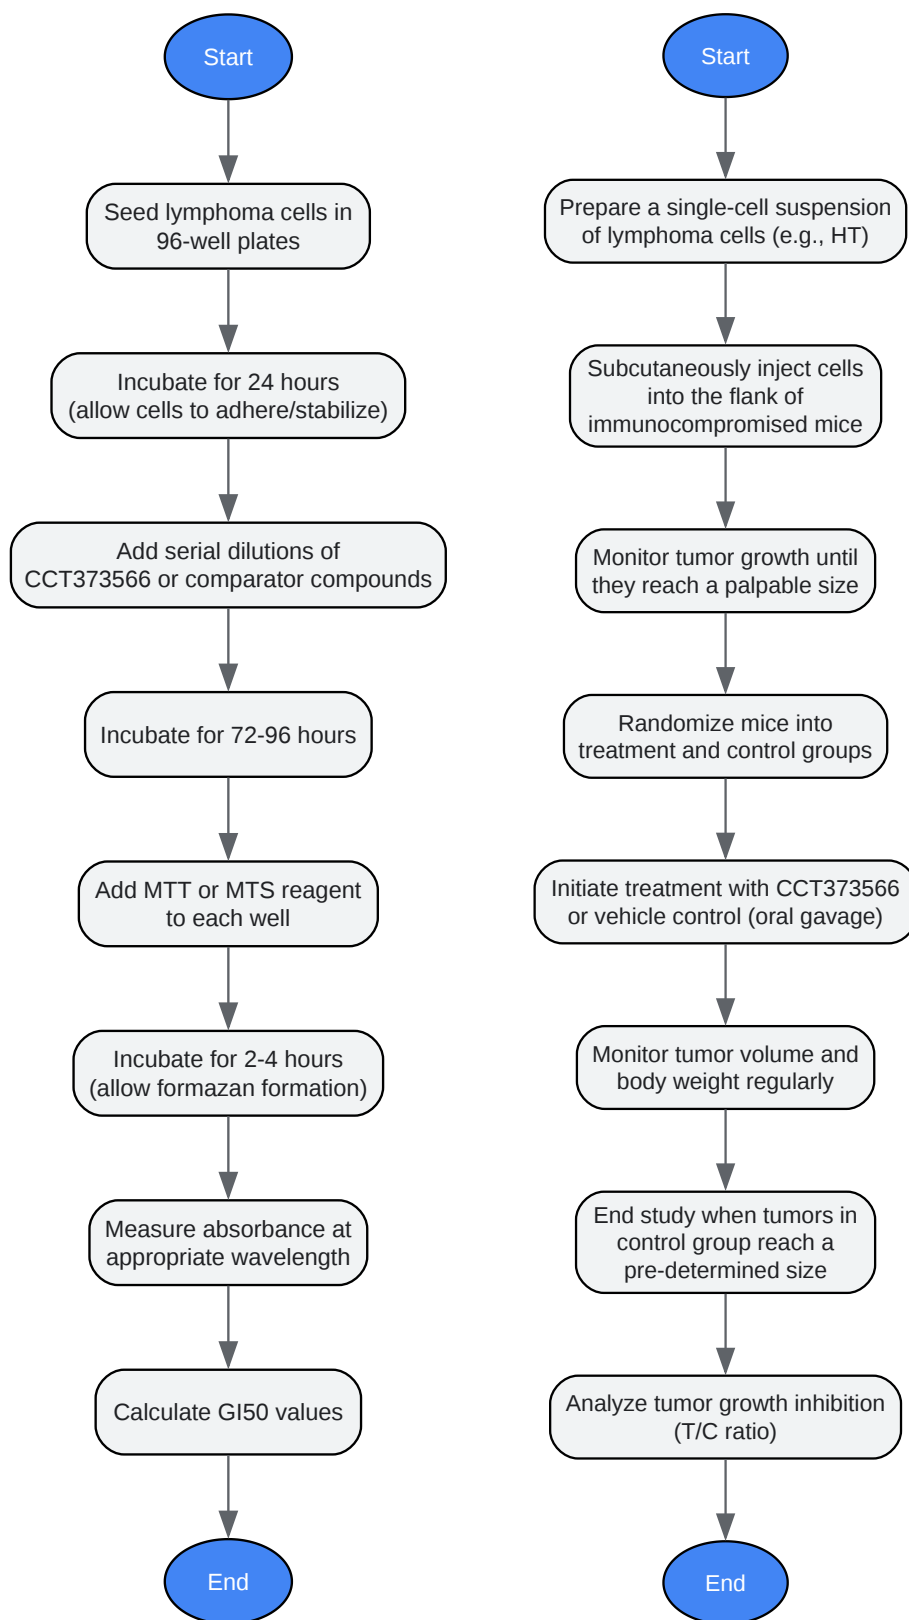 Start
Seed lymphoma cells in
96-well plates
Incubate for 24 hours
(allow cells to adhere/stabilize)
Add serial dilutions of
CCT373566 or comparator compounds
Incubate for 72-96 hours
Add MTT or MTS reagent
to each well
Incubate for 2-4 hours
(allow formazan formation)
Measure absorbance at
appropriate wavelength
Calculate GI50 values
End
Start
Prepare a single-cell suspension
of lymphoma cells (e.g., HT)
Subcutaneously inject cells
into the flank of
immunocompromised mice
Monitor tumor growth until
they reach a palpable size
Randomize mice into
treatment and control groups
Initiate treatment with CCT373566
or vehicle control (oral gavage)
Monitor tumor volume and
body weight regularly
End study when tumors in
control group reach a
pre-determined size
Analyze tumor growth inhibition
(T/C ratio)
End